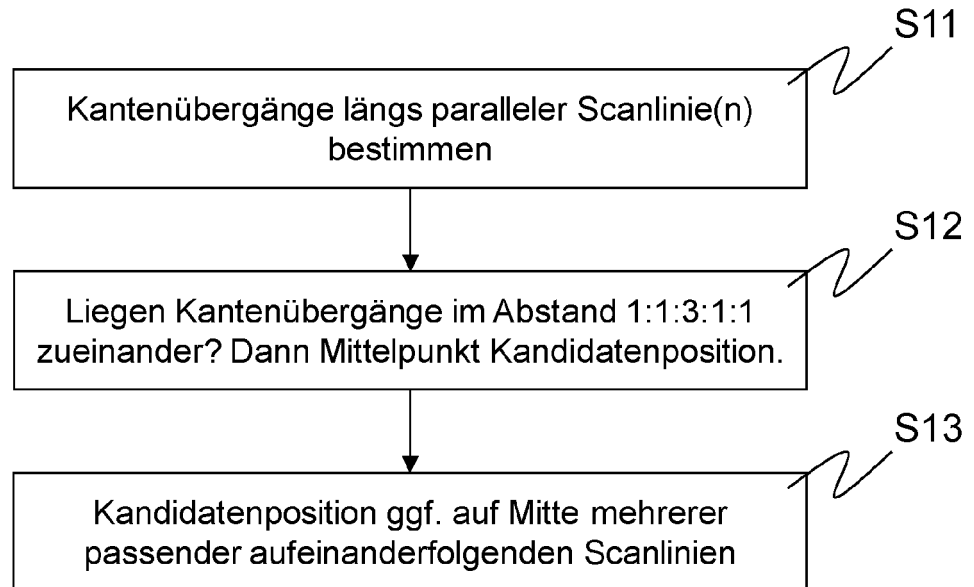 S11
Kantenübergänge längs paralleler Scanlinie(n)
bestimmen
S12
Liegen Kantenübergänge im Abstand 1:1:3:1:1
zueinander? Dann Mittelpunkt Kandidatenposition.
S13
Kandidatenposition ggf. auf Mitte mehrerer
passender aufeinanderfolgenden Scanlinien